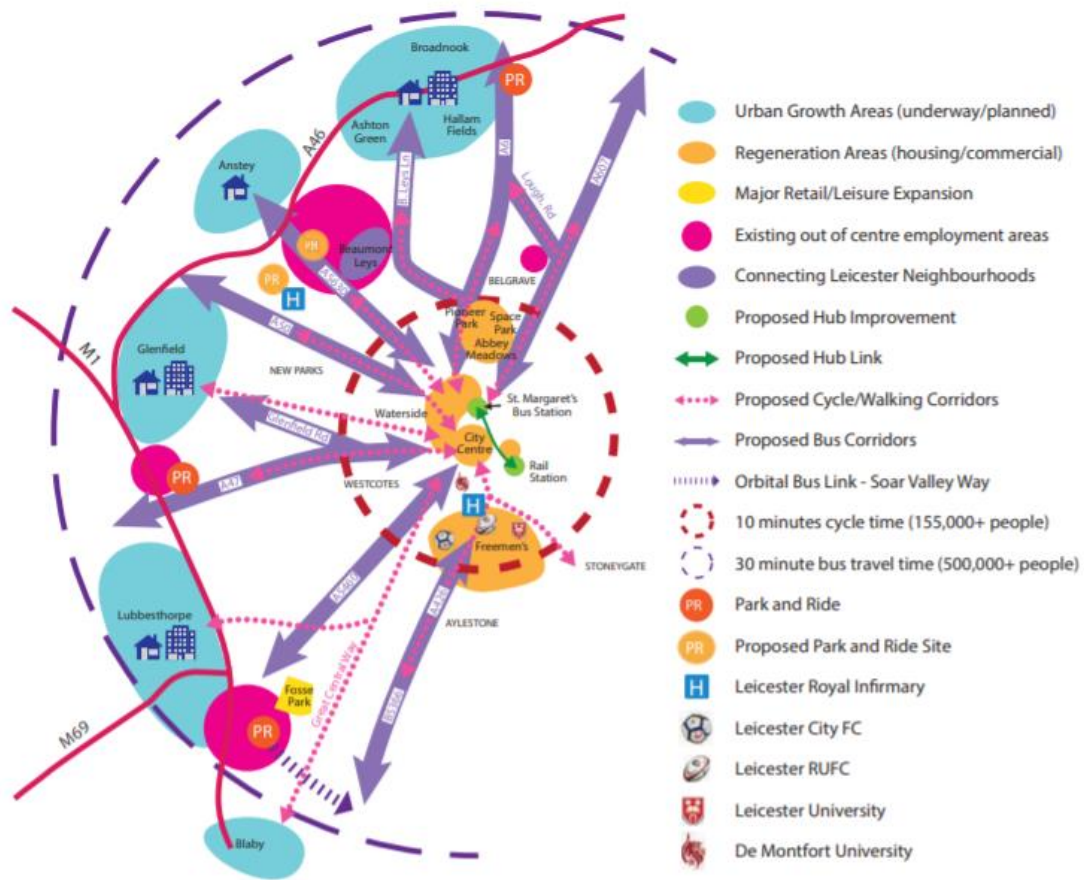 Broadnook
PR
Ashton
Green
Hallam
Fields
A46
Anstey
B. Leys Ln
A6
Lough. Rd
A607
PR
Beaumont
Leys
PR
H
A5630
BELGRAVE
A50
Pioneer
Park
Space
Park
Abbey
Meadows
M1
Glenfield
NEW PARKS
Waterside
St. Margaret's
Bus Station
Glenfield Rd
City
Centre
Rail
Station
PR
A47
WESTCOTES
H
Freemen's
STONEYGATE
A5460
A426
AYLESTONE
Lubbesthorpe
Great Central Way
Fosse
Park
B5366
M69
PR
Blaby
Urban Growth Areas (underway/planned)
Regeneration Areas (housing/commercial)
Major Retail/Leisure Expansion
Existing out of centre employment areas
Connecting Leicester Neighbourhoods
Proposed Hub Improvement
Proposed Hub Link
Proposed Cycle/Walking Corridors
Proposed Bus Corridors
Orbital Bus Link - Soar Valley Way
10 minutes cycle time (155,000+ people)
30 minute bus travel time (500,000+ people)
PR Park and Ride
PR Proposed Park and Ride Site
H Leicester Royal Infirmary
Leicester City FC
Leicester RUFC
Leicester University
De Montfort University